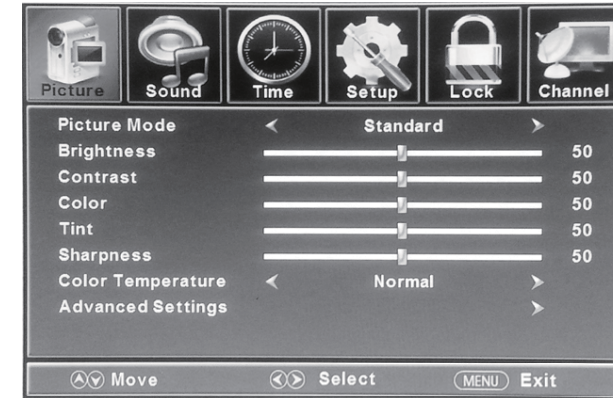 Picture Sound Time Setup Lock Channel
Picture Mode Standard
Brightness 50
Contrast 50
Color 50
Tint 50
Sharpness 50
Color Temperature Normal
Advanced Settings
Move Select MENU Exit